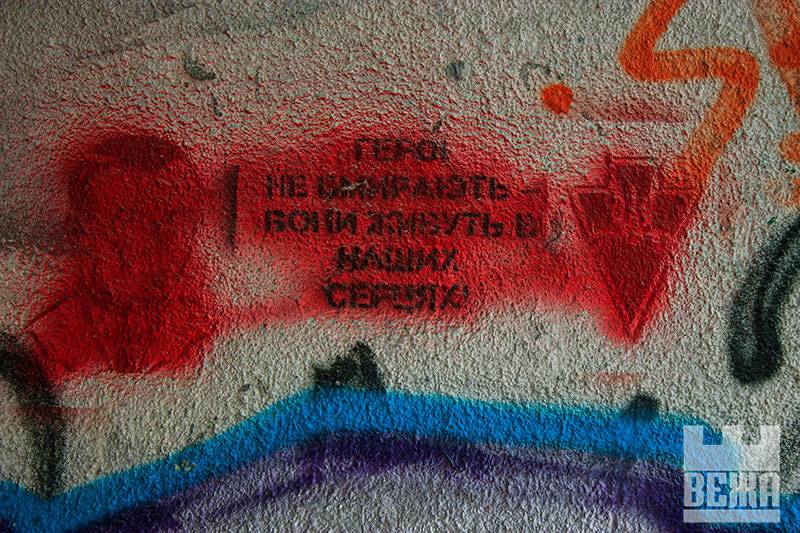 ГЕРОЇ
НЕ ВМИРАЮТЬ -
ВОНИ ЖИВУТЬ В
НАШИХ
СЕРЦЯХ!
ВЕЖА